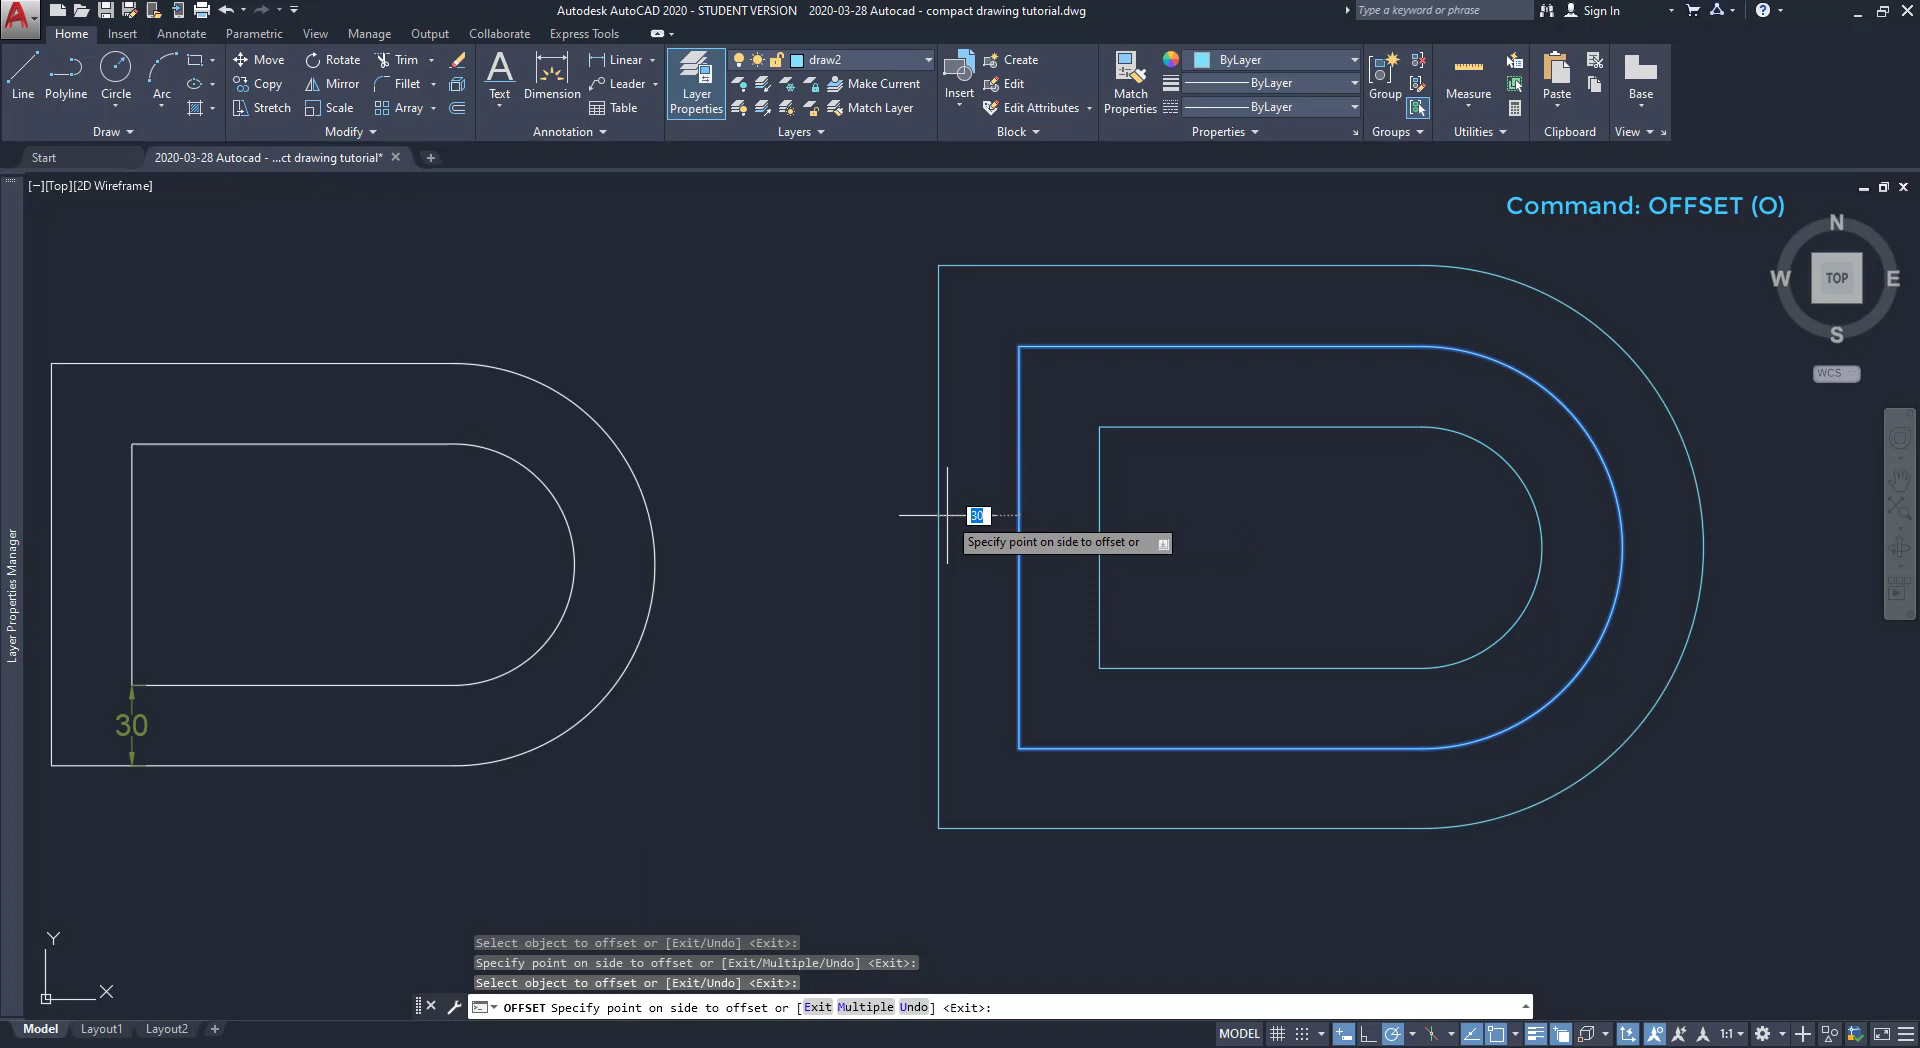 Autodesk AutoCAD 2020 - STUDENT VERSION 2020-03-28 Autocad - compact drawing tutorial.dwg
Type a keyword or phrase
Sign In
Home Insert Annotate Parametric View Manage Output Collaborate Express Tools
Line Polyline Circle Arc
Draw
Move Rotate Trim
Copy Mirror Fillet
Stretch Scale Array
Modify
Text Dimension
Linear
Leader
Table
Annotation
Layer Properties
draw2
Make Current
Match Layer
Layers
Insert
Create
Edit
Edit Attributes
Block
Match Properties
ByLayer
ByLayer
ByLayer
Properties
Group
Groups
Measure
Utilities
Paste
Clipboard
Base
View
Start
2020-03-28 Autocad - ...ct drawing tutorial*
[−][Top][2D Wireframe]
Command: OFFSET (O)
N
W TOP E
S
WCS
Layer Properties Manager
30
Specify point on side to offset or
30
Y
X
Select object to offset or [Exit/Undo] <Exit>:
Specify point on side to offset or [Exit/Multiple/Undo] <Exit>:
Select object to offset or [Exit/Undo] <Exit>:
OFFSET Specify point on side to offset or [Exit Multiple Undo] <Exit>:
Model Layout1 Layout2
MODEL
1:1